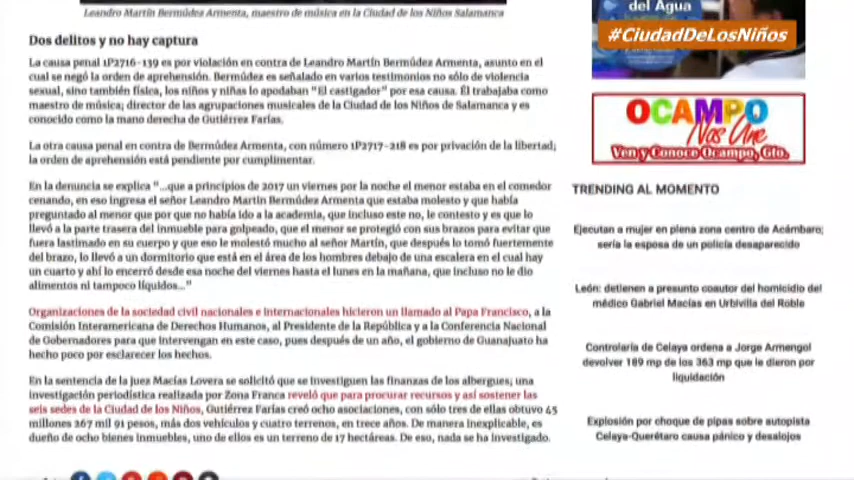 Leandro Martín Bermúdez Armenta, maestro de música en la Ciudad de los Niños Salamanca
Dos delitos y no hay captura
La causa penal 1P2716-139 es por violación en contra de Leandro Martín Bermúdez Armenta, asunto en el
cual se negó la orden de aprehensión. Bermúdez es señalado en varios testimonios no sólo de violencia
sexual, sino también física, los niños y niñas lo apodaban "El castigador" por esa causa. Él trabajaba como
maestro de música; director de las agrupaciones musicales de la Ciudad de los Niños de Salamanca y es
conocido como la mano derecha de Gutiérrez Farías.
La otra causa penal en contra de Bermúdez Armenta, con número 1P2717-218 es por privación de la libertad;
la orden de aprehensión está pendiente por cumplimentar.
En la denuncia se explica "…que a principios de 2017 un viernes por la noche el menor estaba en el comedor
cenando, en eso ingresa el señor Leandro Martin Bermúdez Armenta que estaba molesto y que había
preguntado al menor que por que no había ido a la academia, que incluso este no, le contesto y es que lo
llevó a la parte trasera del inmueble para golpeado, que el menor se protegió con sus brazos para evitar que
fuera lastimado en su cuerpo y que eso le molestó mucho al señor Martín, que después lo tomó fuertemente
del brazo, lo llevó a un dormitorio que está en el área de los hombres debajo de una escalera en el cual hay
un cuarto y ahí lo encerró desde esa noche del viernes hasta el lunes en la mañana, que incluso no le dio
alimentos ni tampoco líquidos…"
Organizaciones de la sociedad civil nacionales e internacionales hicieron un llamado al Papa Francisco, a la
Comisión Interamericana de Derechos Humanos, al Presidente de la República y a la Conferencia Nacional
de Gobernadores para que intervengan en este caso, pues después de un año, el gobierno de Guanajuato ha
hecho poco por esclarecer los hechos.
En la sentencia de la juez Macías Lovera se solicitó que se investiguen las finanzas de los albergues; una
investigación periodística realizada por Zona Franca reveló que para procurar recursos y así sostener las
seis sedes de la Ciudad de los Niños, Gutiérrez Farías creó ocho asociaciones, con sólo tres de ellas obtuvo 45
millones 267 mil 91 pesos, más dos vehículos y cuatro terrenos, en trece años. De manera inexplicable, es
dueño de ocho bienes inmuebles, uno de ellos es un terreno de 17 hectáreas. De eso, nada se ha investigado.
del Agua
#CiudadDeLosNiños
OCAMPO
Nos Une
Ven y Conoce Ocampo, Gto.
TRENDING AL MOMENTO
Ejecutan a mujer en plena zona centro de Acámbaro;
sería la esposa de un policía desaparecido
León: detienen a presunto coautor del homicidio del
médico Gabriel Macías en Urbivilla del Roble
Contraloría de Celaya ordena a Jorge Armengol
devolver 189 mp de los 363 mp que le dieron por
liquidación
Explosión por choque de pipas sobre autopista
Celaya-Querétaro causa pánico y desalojos